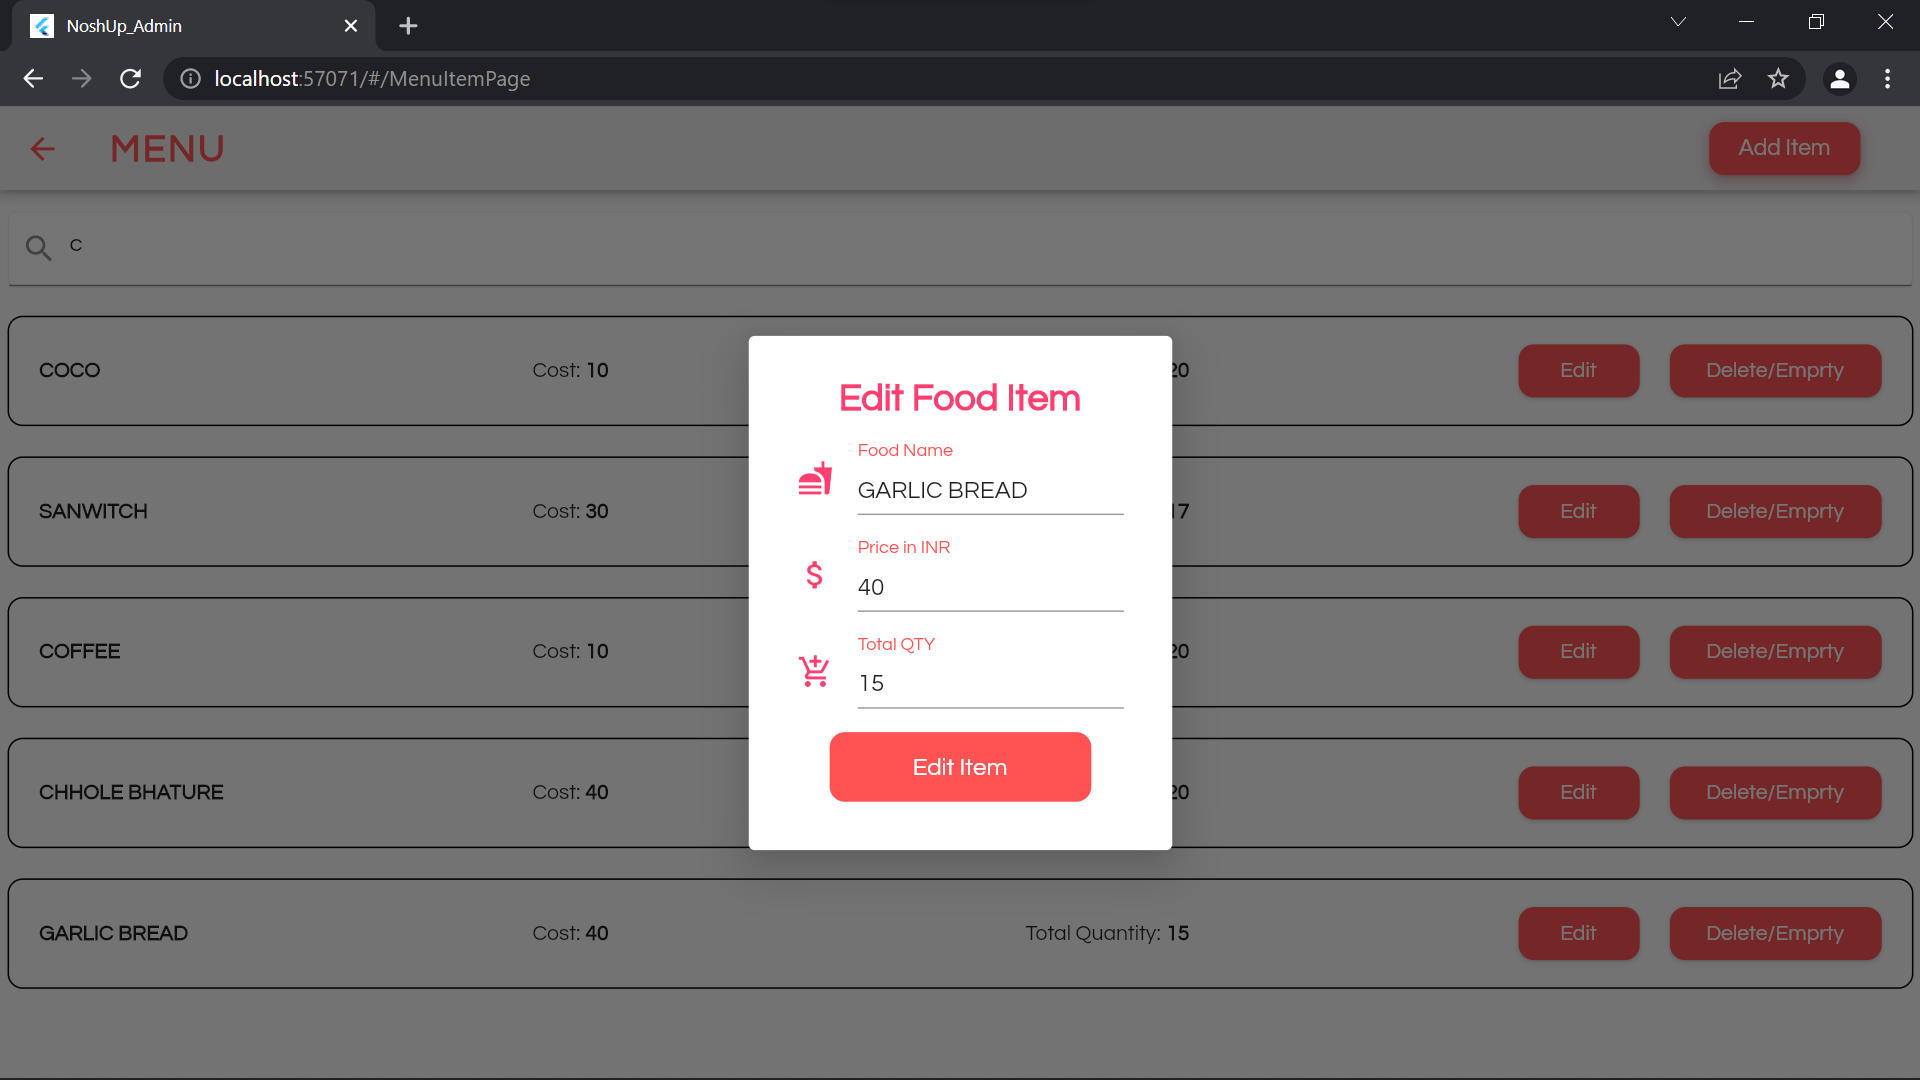 NoshUp_Admin
localhost:57071/#/MenuItemPage
MENU
Add Item
C
COCO Cost: 10 20 Edit Delete/Emprty
SANWITCH Cost: 30 17 Edit Delete/Emprty
COFFEE Cost: 10 20 Edit Delete/Emprty
CHHOLE BHATURE Cost: 40 20 Edit Delete/Emprty
GARLIC BREAD Cost: 40 Total Quantity: 15 Edit Delete/Emprty
Edit Food Item
Food Name
GARLIC BREAD
Price in INR
$ 40
Total QTY
15
Edit Item